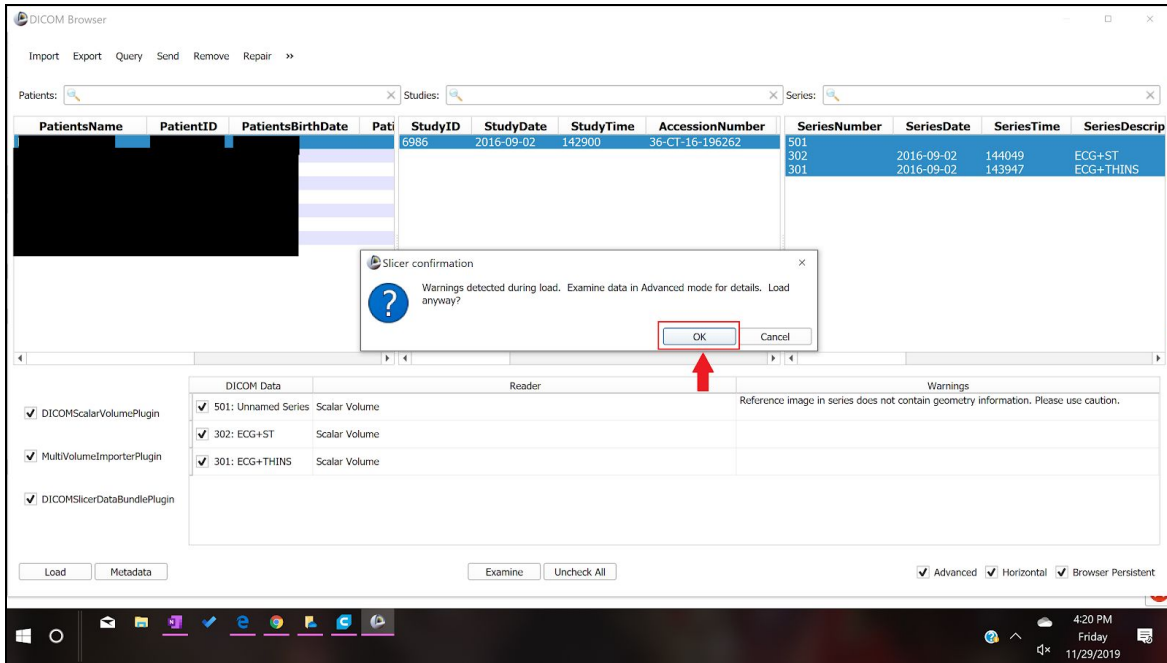 DICOM Browser
Import Export Query Send Remove Repair »
Patients: Studies: Series:
PatientsName PatientID PatientsBirthDate Pati StudyID StudyDate StudyTime AccessionNumber SeriesNumber SeriesDate SeriesTime SeriesDescrip
6986 2016-09-02 142900 36-CT-16-196262 501
302 2016-09-02 144049 ECG+ST
301 2016-09-02 143947 ECG+THINS
Slicer confirmation
Warnings detected during load. Examine data in Advanced mode for details. Load
anyway?
OK Cancel
DICOM Data Reader Warnings
DICOMScalarVolumePlugin
501: Unnamed Series Scalar Volume Reference image in series does not contain geometry information. Please use caution.
302: ECG+ST Scalar Volume
MultiVolumeImporterPlugin
301: ECG+THINS Scalar Volume
DICOMSlicerDataBundlePlugin
Load Metadata Examine Uncheck All Advanced Horizontal Browser Persistent
4:20 PM
Friday
11/29/2019